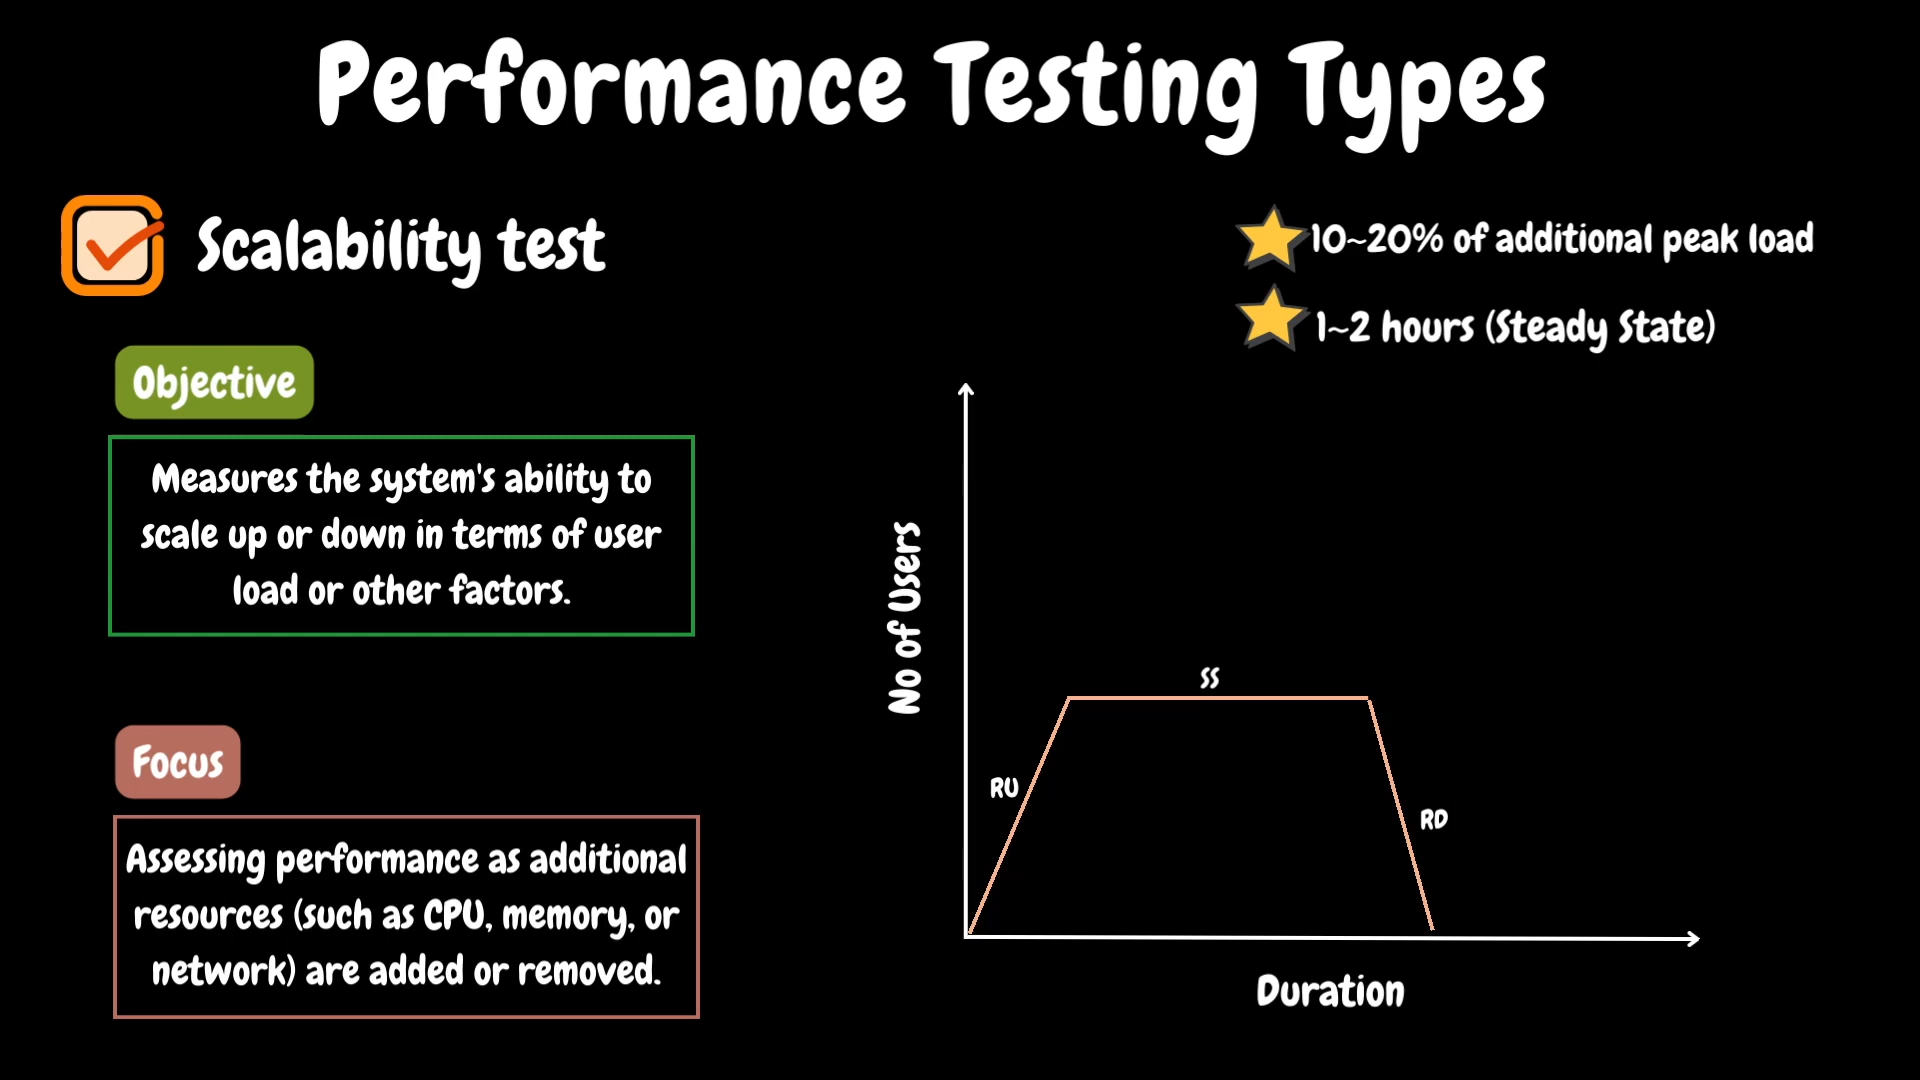 Performance Testing Types
Scalability test
10~20% of additional peak load
1~2 hours (Steady State)
Objective
Measures the system's ability to
scale up or down in terms of user
load or other factors.
Focus
Assessing performance as additional
resources (such as CPU, memory, or
network) are added or removed.
No of Users
SS
RU
RD
Duration